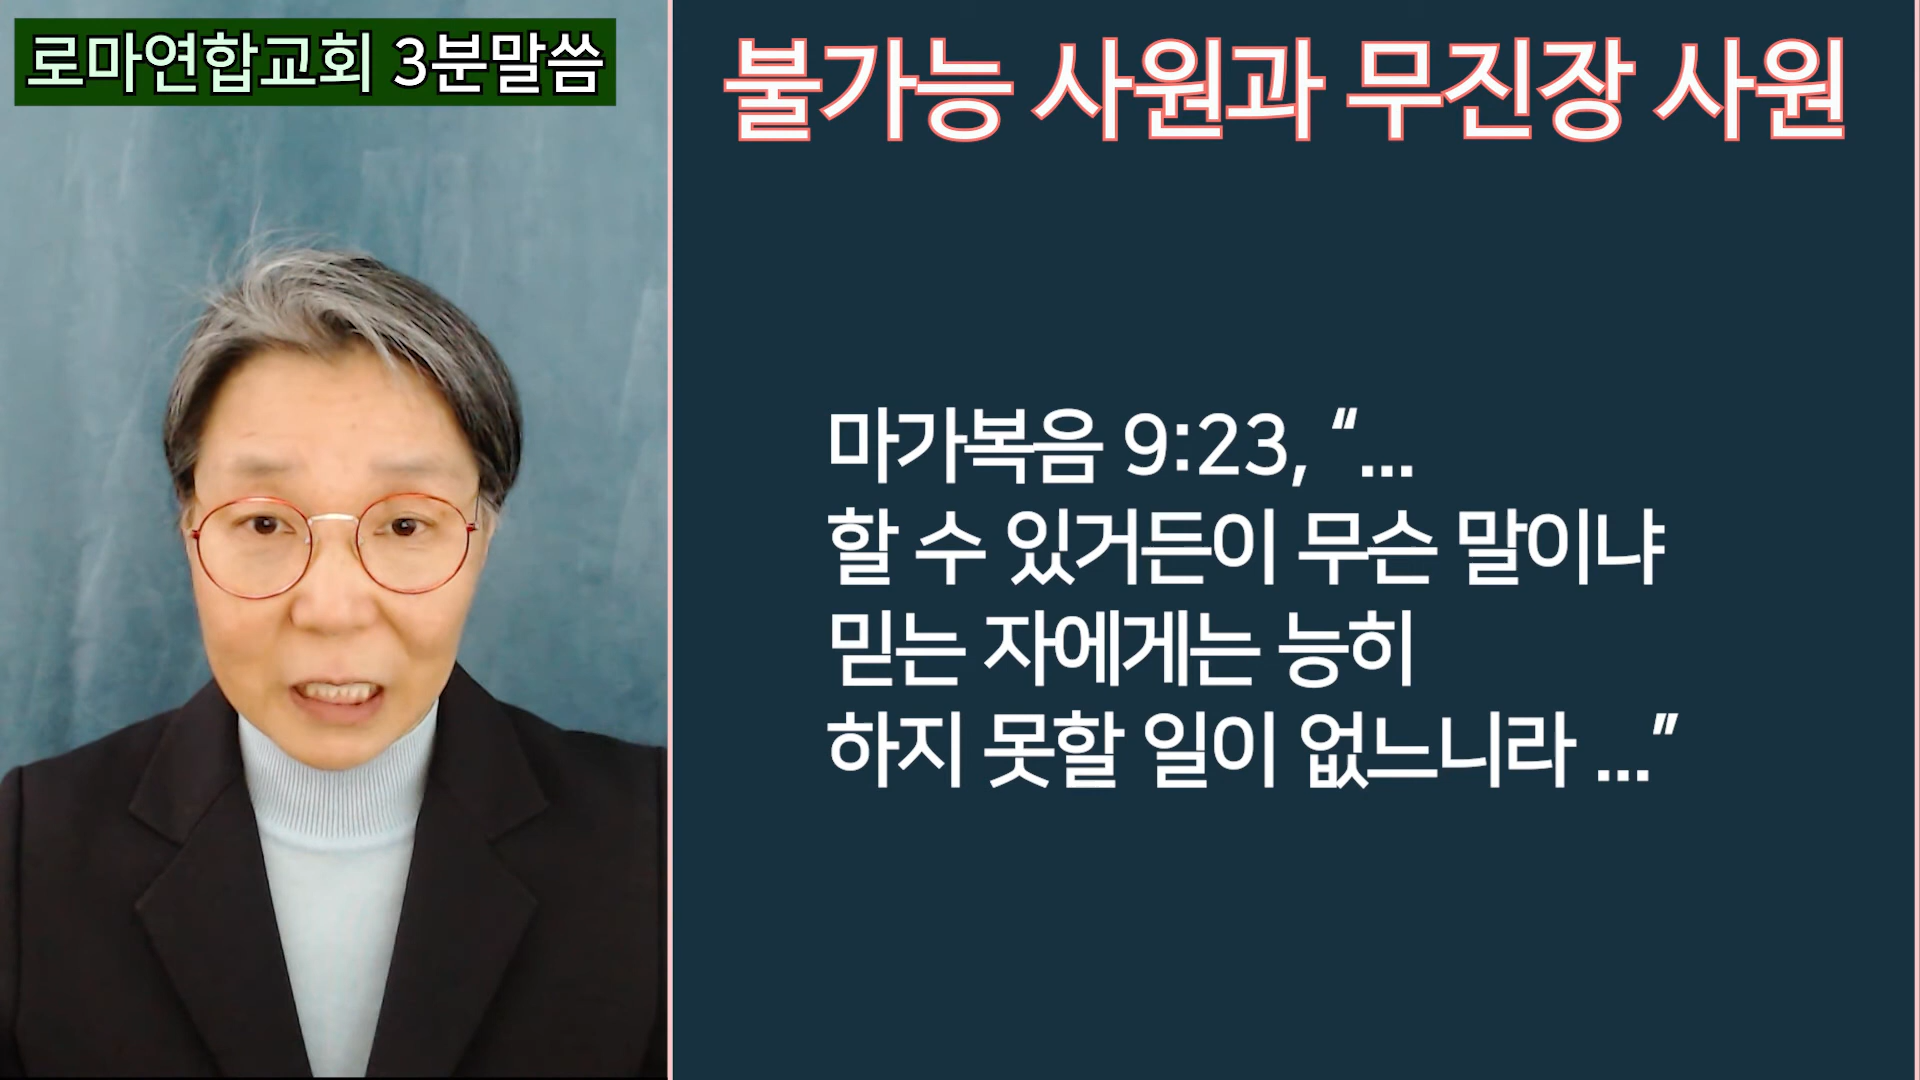 로마연합교회 3분말씀
불가능 사원과 무진장 사원
마가복음 9:23, “...
할 수 있거든이 무슨 말이냐
믿는 자에게는 능히
하지 못할 일이 없느니라 ...”